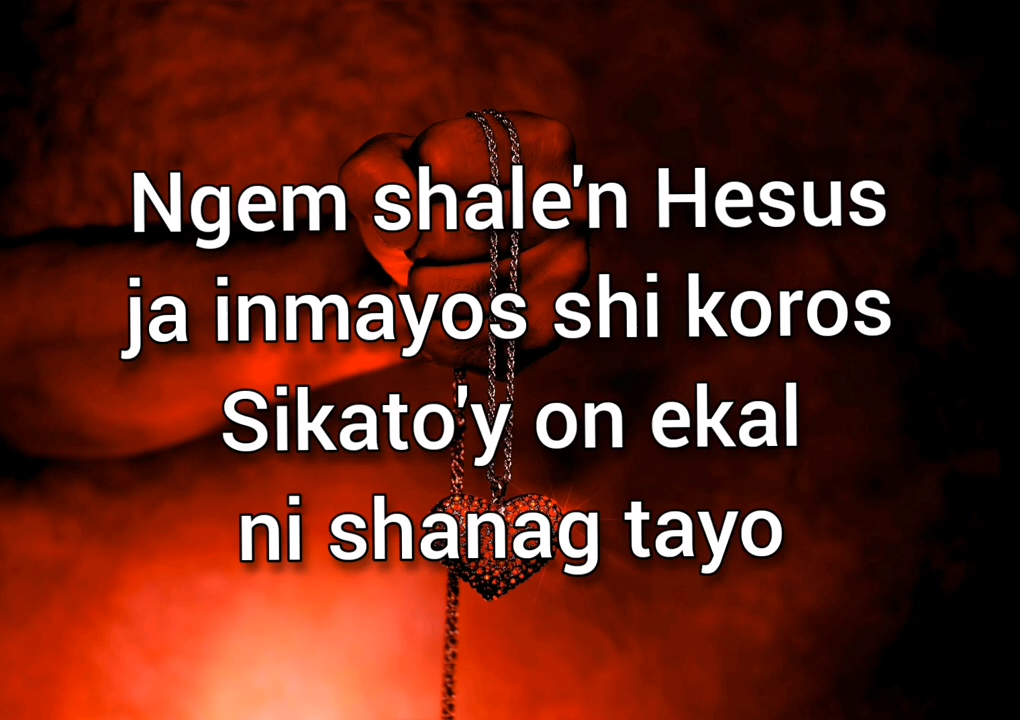 Ngem shale'n Hesus
ja inmayos shi koros
Sikato'y on ekal
ni shanag tayo